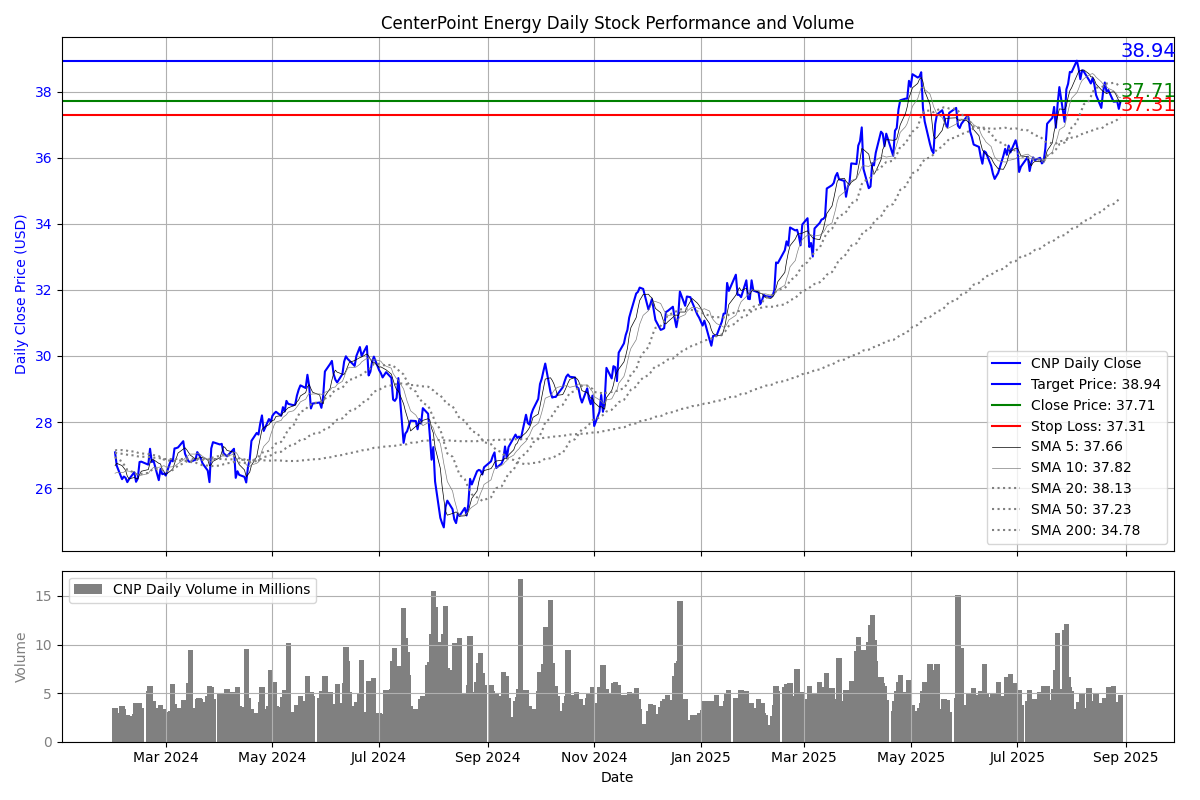 CenterPoint Energy Daily Stock Performance and Volume
Daily Close Price (USD)
38
36
34
32
30
28
26
38.94
37.71
37.31
CNP Daily Close
Target Price: 38.94
Close Price: 37.71
Stop Loss: 37.31
SMA 5: 37.66
SMA 10: 37.82
SMA 20: 38.13
SMA 50: 37.23
SMA 200: 34.78
CNP Daily Volume in Millions
Volume
15
10
5
0
Mar 2024 May 2024 Jul 2024 Sep 2024 Nov 2024 Jan 2025 Mar 2025 May 2025 Jul 2025 Sep 2025
Date